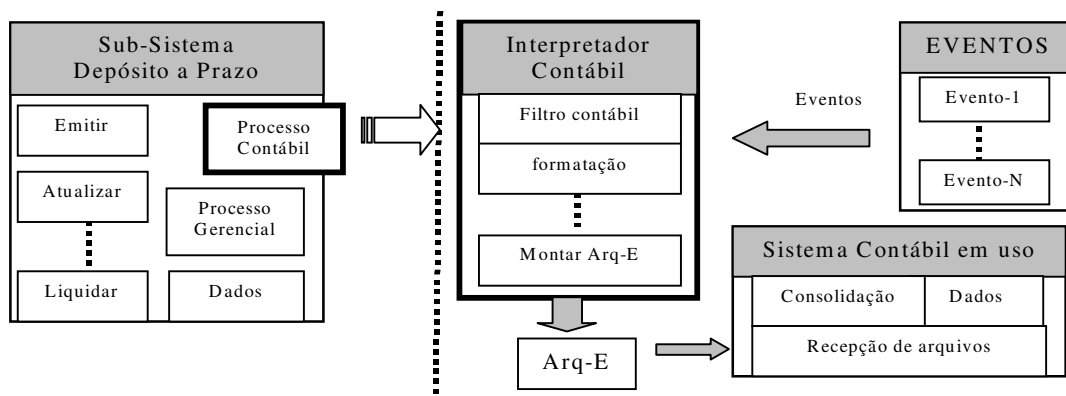 Sub-Sistema
Depósito a Prazo
Emitir
Processo
Contábil
Atualizar
Processo
Gerencial
Liquidar
Dados
Interpretador
Contábil
Filtro contábil
formatação
Montar Arq-E
Arq-E
Eventos
EVENTOS
Evento-1
Evento-N
Sistema Contábil em uso
Consolidação
Dados
Recepção de arquivos